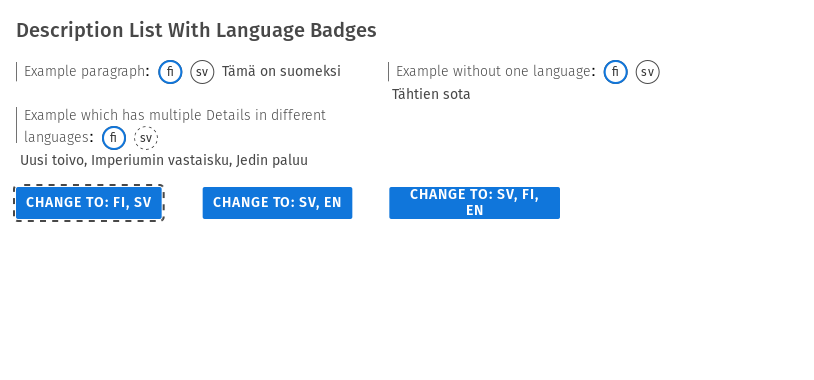 Description List With Language Badges
Example paragraph: fi sv Tämä on suomeksi
Example without one language: fi sv
Tähtien sota
Example which has multiple Details in different
languages: fi sv
Uusi toivo, Imperiumin vastaisku, Jedin paluu
CHANGE TO: FI, SV
CHANGE TO: SV, EN
CHANGE TO: SV, FI,
EN